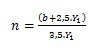 n = (b+2,5.Y₁) / 3,5.Y₁